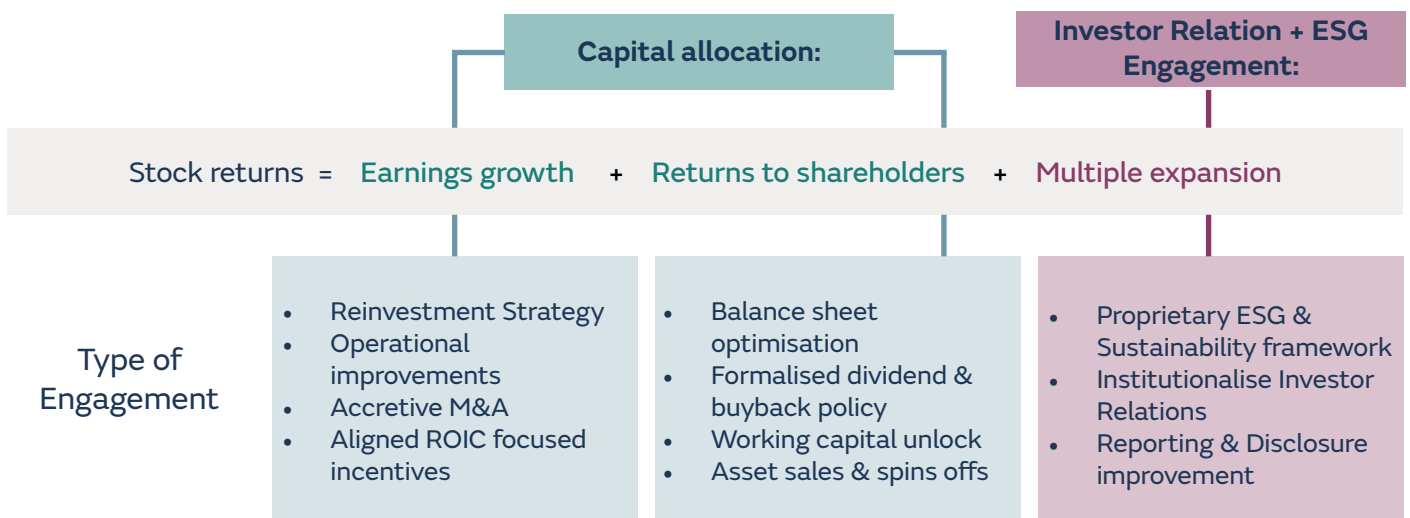 Capital allocation:
Investor Relation + ESG
Engagement:
Stock returns = Earnings growth + Returns to shareholders + Multiple expansion
Type of
Engagement
• Reinvestment Strategy
• Operational
improvements
• Accretive M&A
• Aligned ROIC focused
incentives
• Balance sheet
optimisation
• Formalised dividend &
buyback policy
• Working capital unlock
• Asset sales & spins offs
• Proprietary ESG &
Sustainability framework
• Institutionalise Investor
Relations
• Reporting & Disclosure
improvement